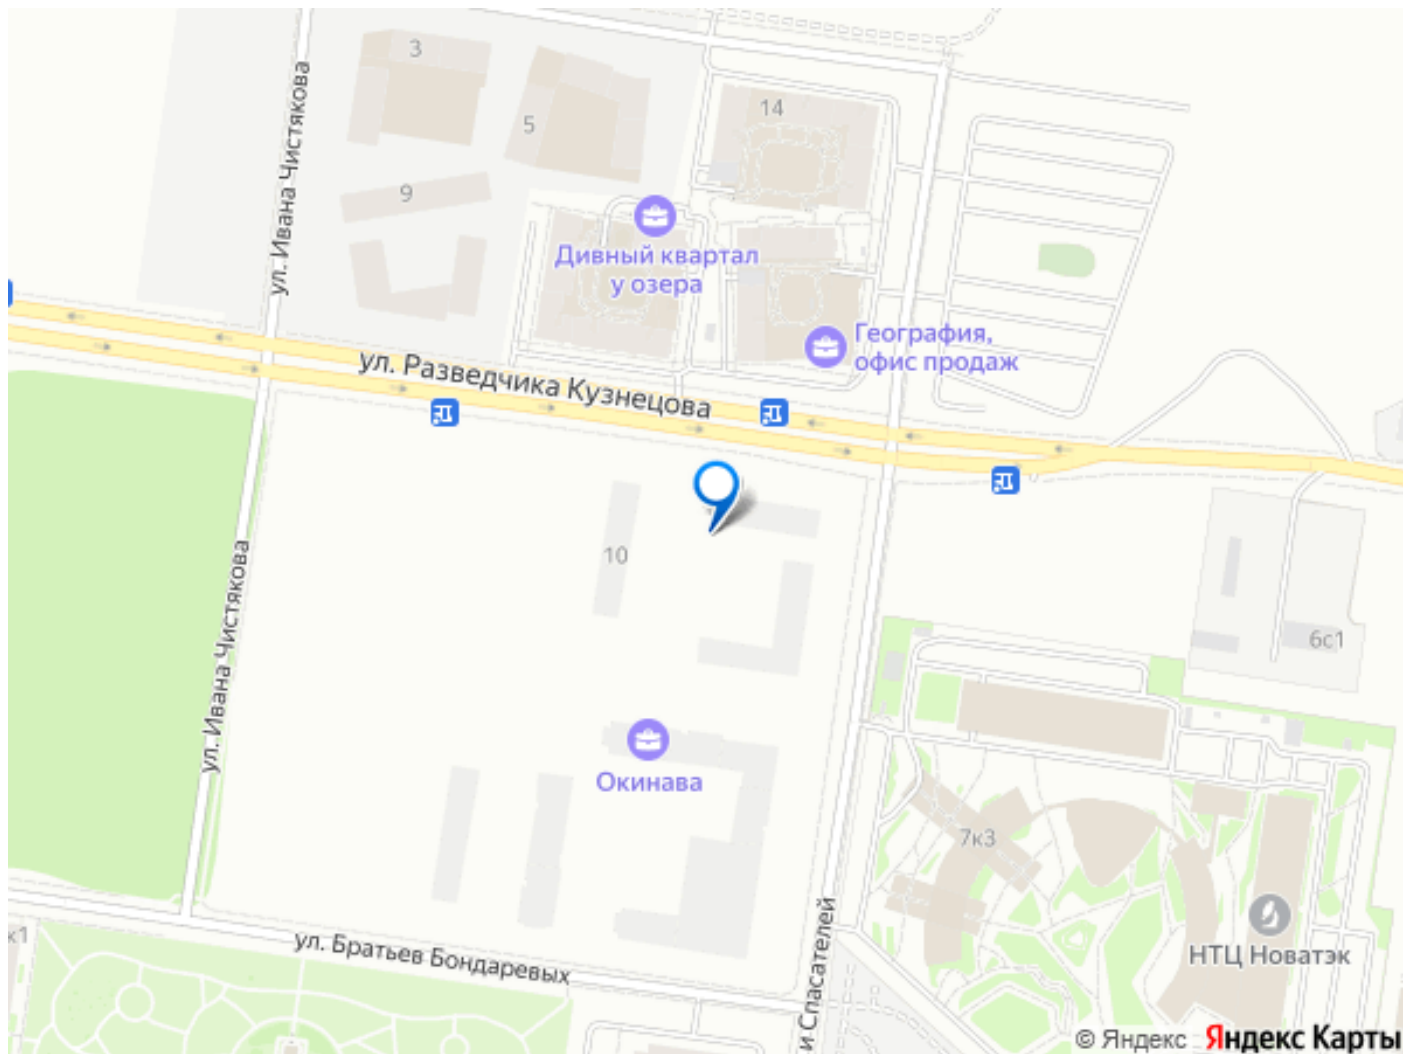 3
14
5
ул. Ивана Чистякова
9
Дивный квартал
у озера
География,
офис продаж
ул. Разведчика Кузнецова
10
ул. Ивана Чистякова
6с1
Окинава
7к3
к1
ул. Братьев Бондаревых
и Спасателей
НТЦ Новатэк
© Яндекс Яндекс Карты